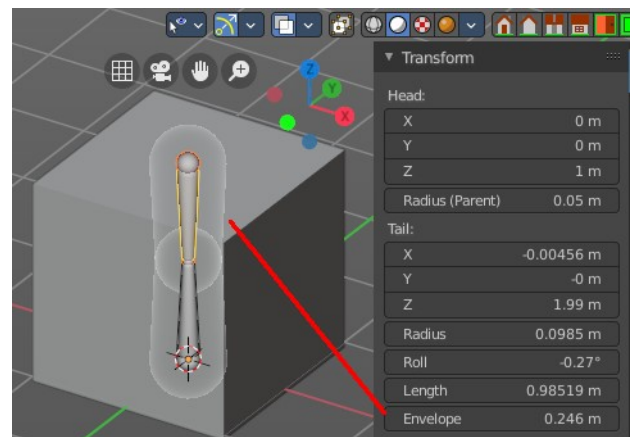 Transform
Head:
X 0 m
Y 0 m
Z 1 m
Radius (Parent) 0.05 m
Tail:
X -0.00456 m
Y -0 m
Z 1.99 m
Radius 0.0985 m
Roll -0.27°
Length 0.98519 m
Envelope 0.246 m
Z
Y
X